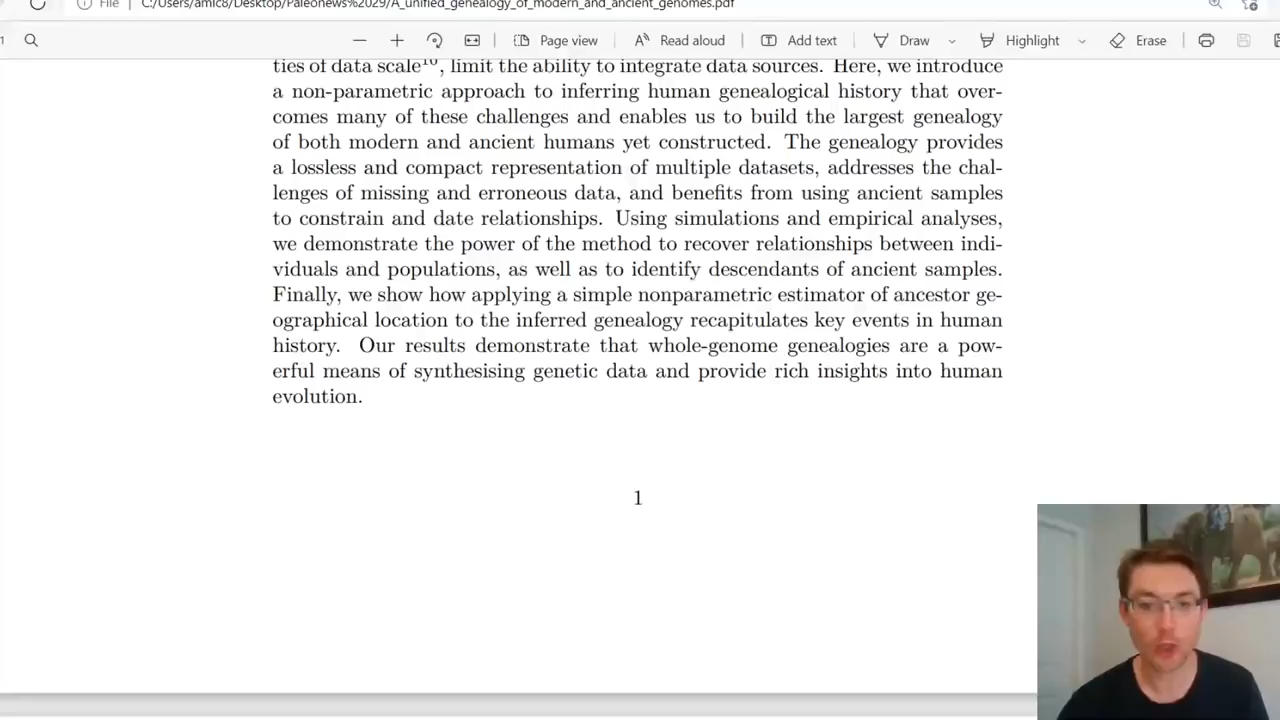 File
C:/Users/amic8/Desktop/Paleonews%2029/A_unified_genealogy_of_modern_and_ancient_genomes.pdf
Page view
A Read aloud
T Add text
Draw
Highlight
Erase
ties of data scale¹⁰, limit the ability to integrate data sources. Here, we introduce
a non-parametric approach to inferring human genealogical history that over-
comes many of these challenges and enables us to build the largest genealogy
of both modern and ancient humans yet constructed. The genealogy provides
a lossless and compact representation of multiple datasets, addresses the chal-
lenges of missing and erroneous data, and benefits from using ancient samples
to constrain and date relationships. Using simulations and empirical analyses,
we demonstrate the power of the method to recover relationships between indi-
viduals and populations, as well as to identify descendants of ancient samples.
Finally, we show how applying a simple nonparametric estimator of ancestor ge-
ographical location to the inferred genealogy recapitulates key events in human
history. Our results demonstrate that whole-genome genealogies are a pow-
erful means of synthesising genetic data and provide rich insights into human
evolution.
1